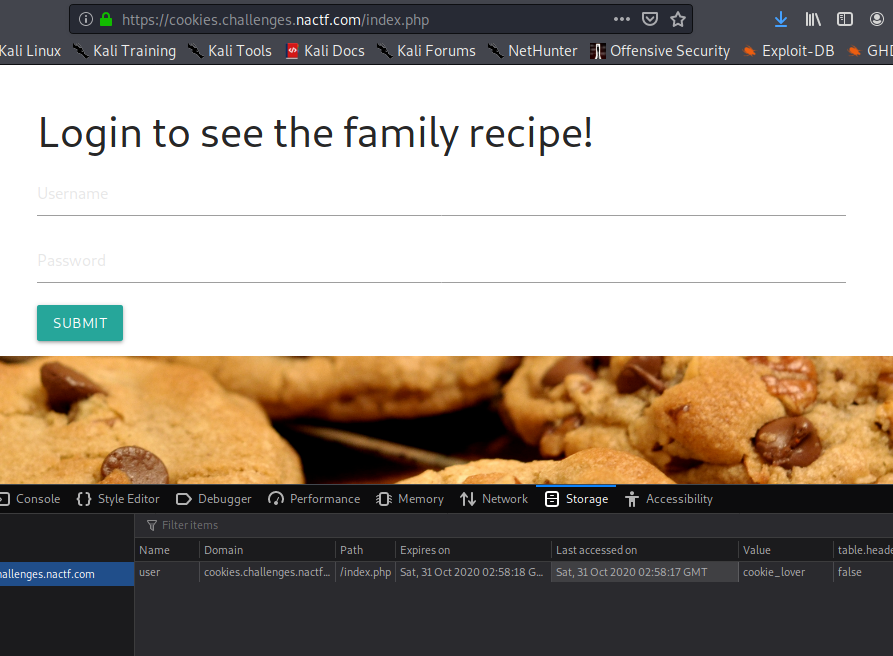 https://cookies.challenges.nactf.com/index.php
Kali Linux Kali Training Kali Tools Kali Docs Kali Forums NetHunter Offensive Security Exploit-DB GHD
Login to see the family recipe!
Username
Password
SUBMIT
Console Style Editor Debugger Performance Memory Network Storage Accessibility
Filter items
Name Domain Path Expires on Last accessed on Value table.heade
hallenges.nactf.com user cookies.challenges.nactf... /index.php Sat, 31 Oct 2020 02:58:18 G... Sat, 31 Oct 2020 02:58:17 GMT cookie_lover false